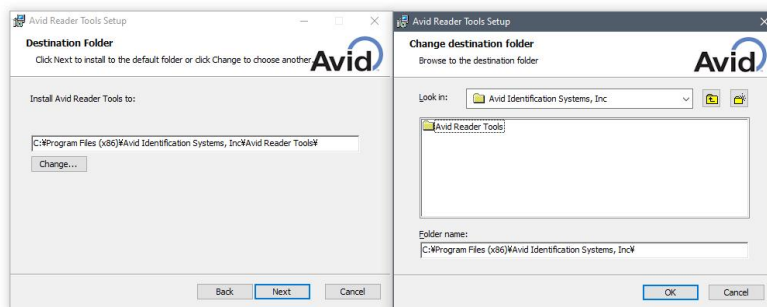 Avid Reader Tools Setup
Destination Folder
Click Next to install to the default folder or click Change to choose another
Avid
Install Avid Reader Tools to:
C:¥Program Files (x86)¥Avid Identification Systems, Inc¥Avid Reader Tools¥
Change...
Back Next Cancel
Avid Reader Tools Setup
Change destination folder
Browse to the destination folder
Avid
Look in: Avid Identification Systems, Inc
Avid Reader Tools
Folder name:
C:¥Program Files (x86)¥Avid Identification Systems, Inc¥
OK Cancel